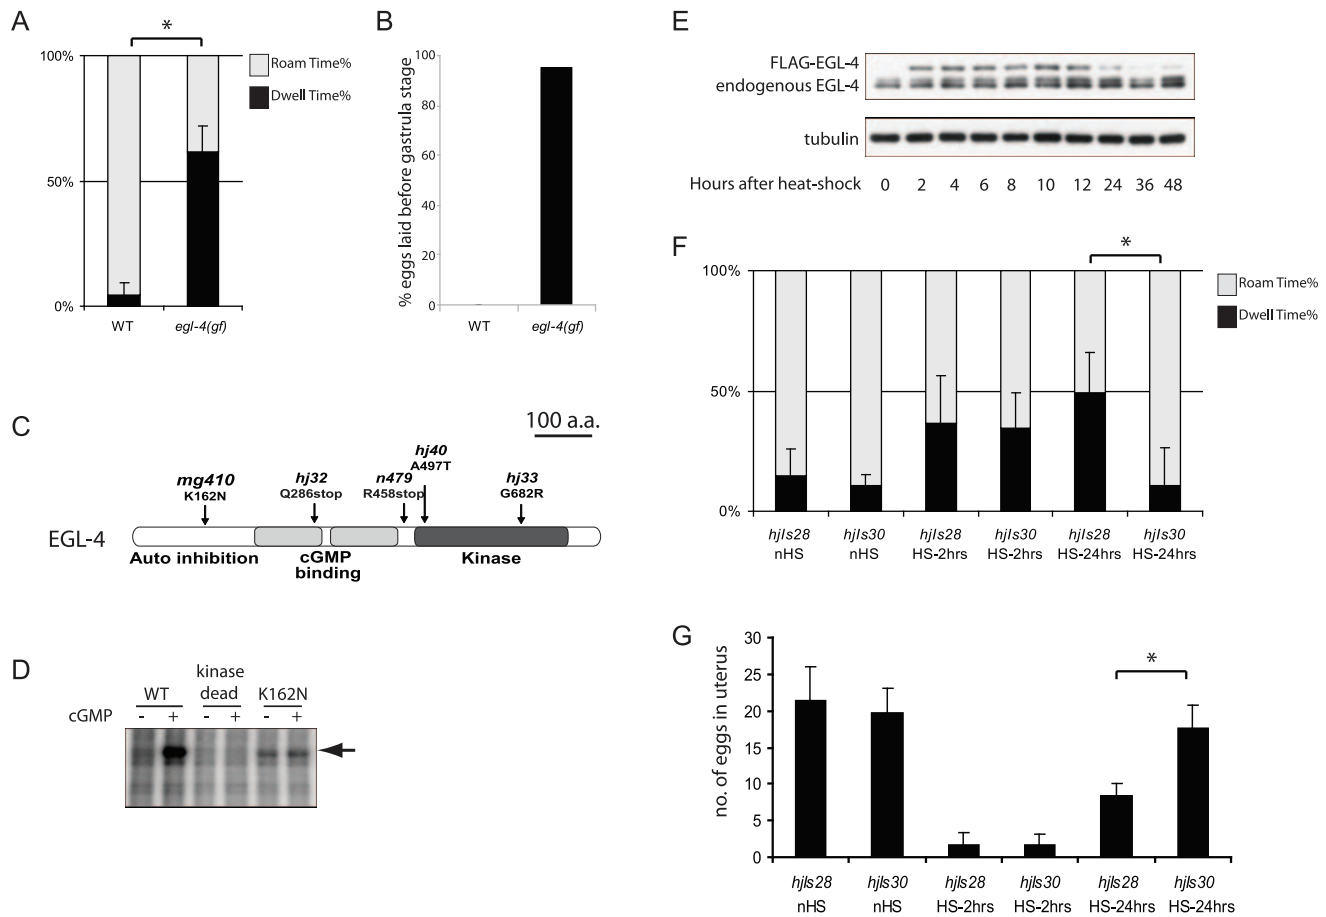 A
*
100%
50%
0%
Roam Time%
Dwell Time%
WT
egl-4(gf)
B
% eggs laid before gastrula stage
100
80
60
40
20
0
WT
egl-4(gf)
C
100 a.a.
mg410
K162N
hj32
Q286stop
n479
R458stop
hj40
A497T
hj33
G682R
EGL-4
Auto inhibition
cGMP
binding
Kinase
D
WT
kinase
dead
K162N
cGMP
- + - + - +
E
FLAG-EGL-4
endogenous EGL-4
tubulin
Hours after heat-shock 0 2 4 6 8 10 12 24 36 48
F
*
100%
50%
0%
Roam Time%
Dwell Time%
hjIs28 hjIs30 hjIs28 hjIs30 hjIs28 hjIs30
nHS nHS HS-2hrs HS-2hrs HS-24hrs HS-24hrs
G
no. of eggs in uterus
30
25
20
15
10
5
0
*
hjIs28 hjIs30 hjIs28 hjIs30 hjIs28 hjIs30
nHS nHS HS-2hrs HS-2hrs HS-24hrs HS-24hrs